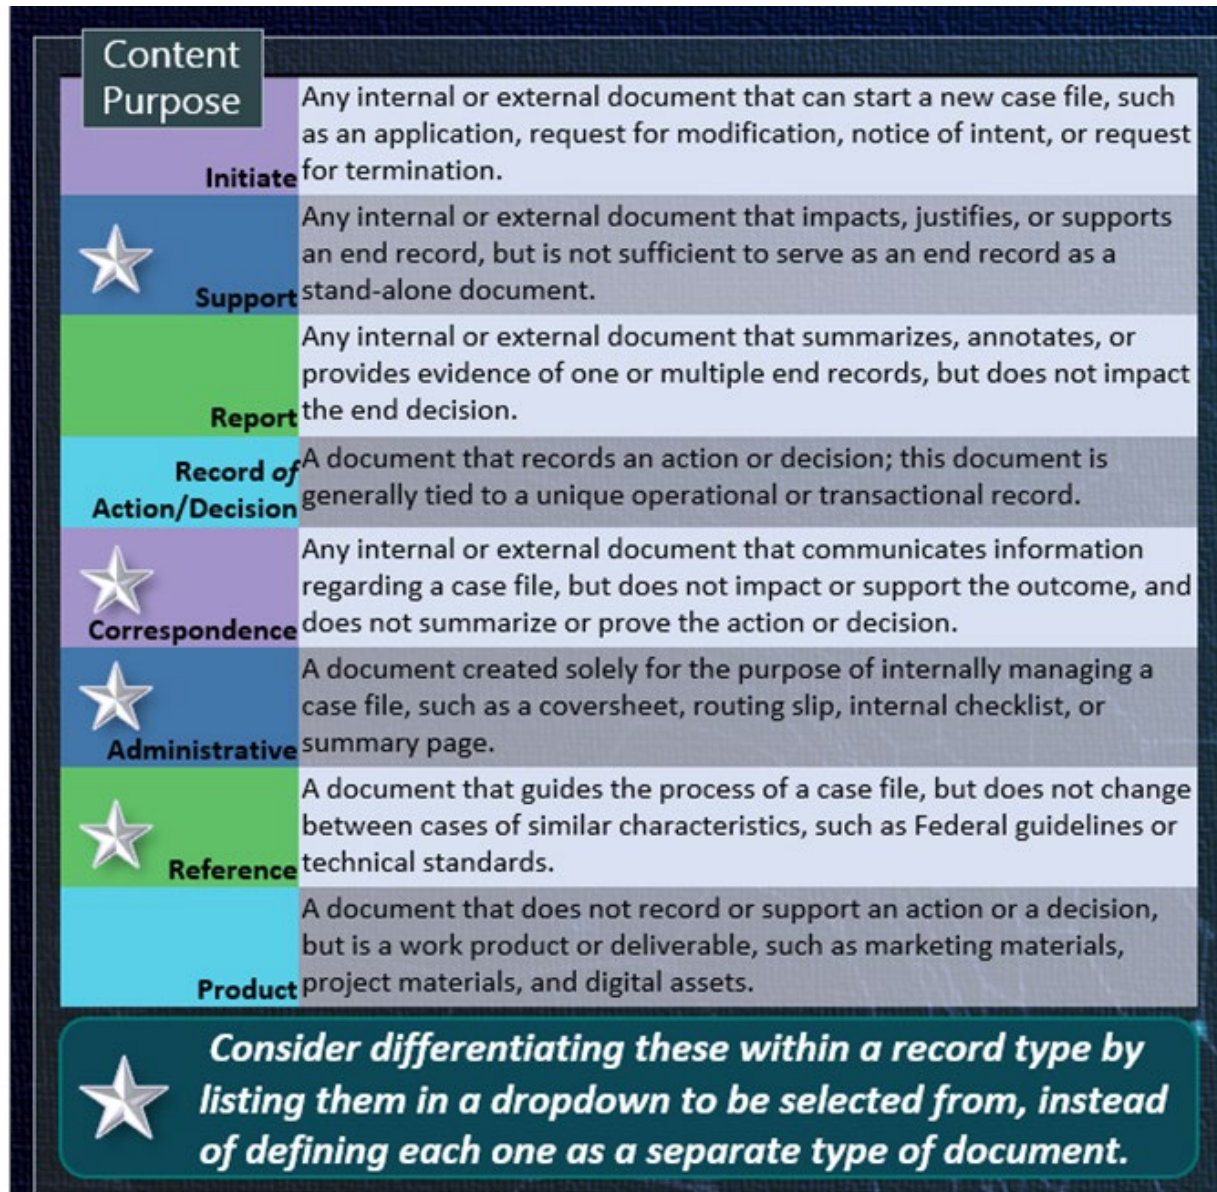 Content
Purpose
Any internal or external document that can start a new case file, such
as an application, request for modification, notice of intent, or request
Initiate for termination.
Any internal or external document that impacts, justifies, or supports
an end record, but is not sufficient to serve as an end record as a
Support stand-alone document.
Any internal or external document that summarizes, annotates, or
provides evidence of one or multiple end records, but does not impact
Report the end decision.
Record of A document that records an action or decision; this document is
Action/Decision generally tied to a unique operational or transactional record.
Any internal or external document that communicates information
regarding a case file, but does not impact or support the outcome, and
Correspondence does not summarize or prove the action or decision.
A document created solely for the purpose of internally managing a
case file, such as a coversheet, routing slip, internal checklist, or
Administrative summary page.
A document that guides the process of a case file, but does not change
between cases of similar characteristics, such as Federal guidelines or
Reference technical standards.
A document that does not record or support an action or a decision,
but is a work product or deliverable, such as marketing materials,
Product project materials, and digital assets.
Consider differentiating these within a record type by
listing them in a dropdown to be selected from, instead
of defining each one as a separate type of document.